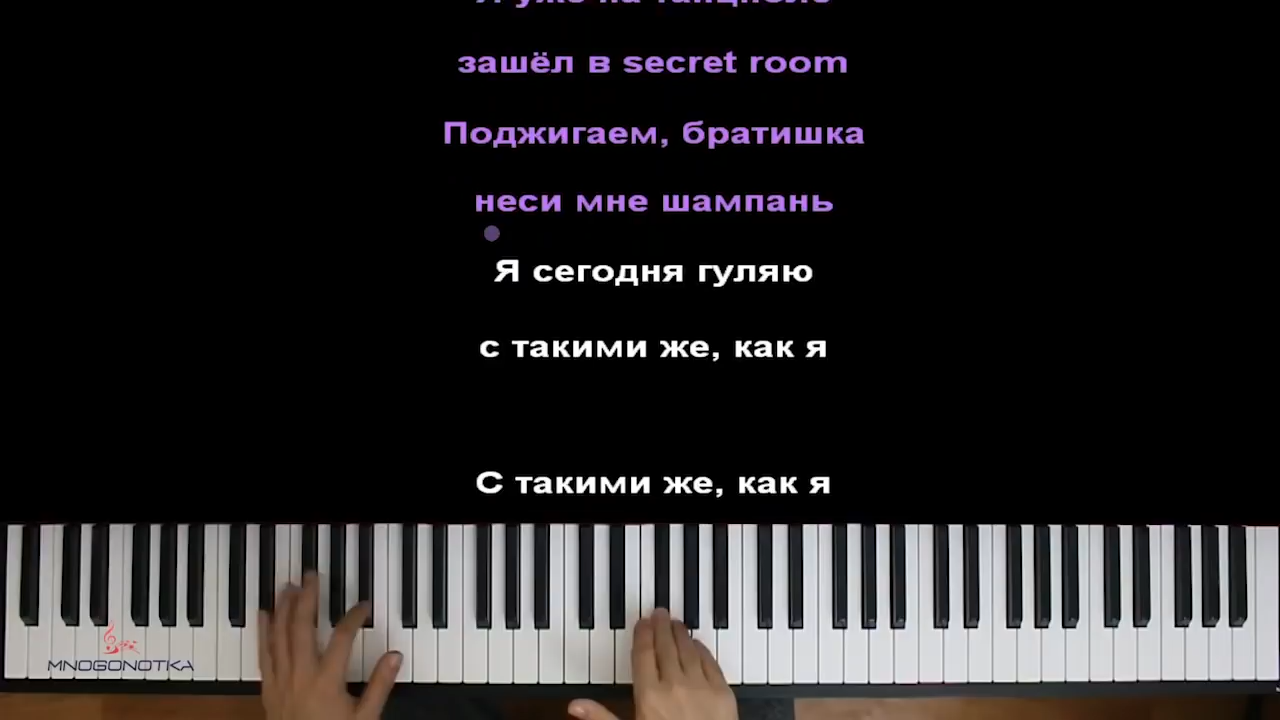 зашёл в secret room
Поджигаем, братишка
неси мне шампань
Я сегодня гуляю
с такими же, как я
С такими же, как я
MNOGONOTKA